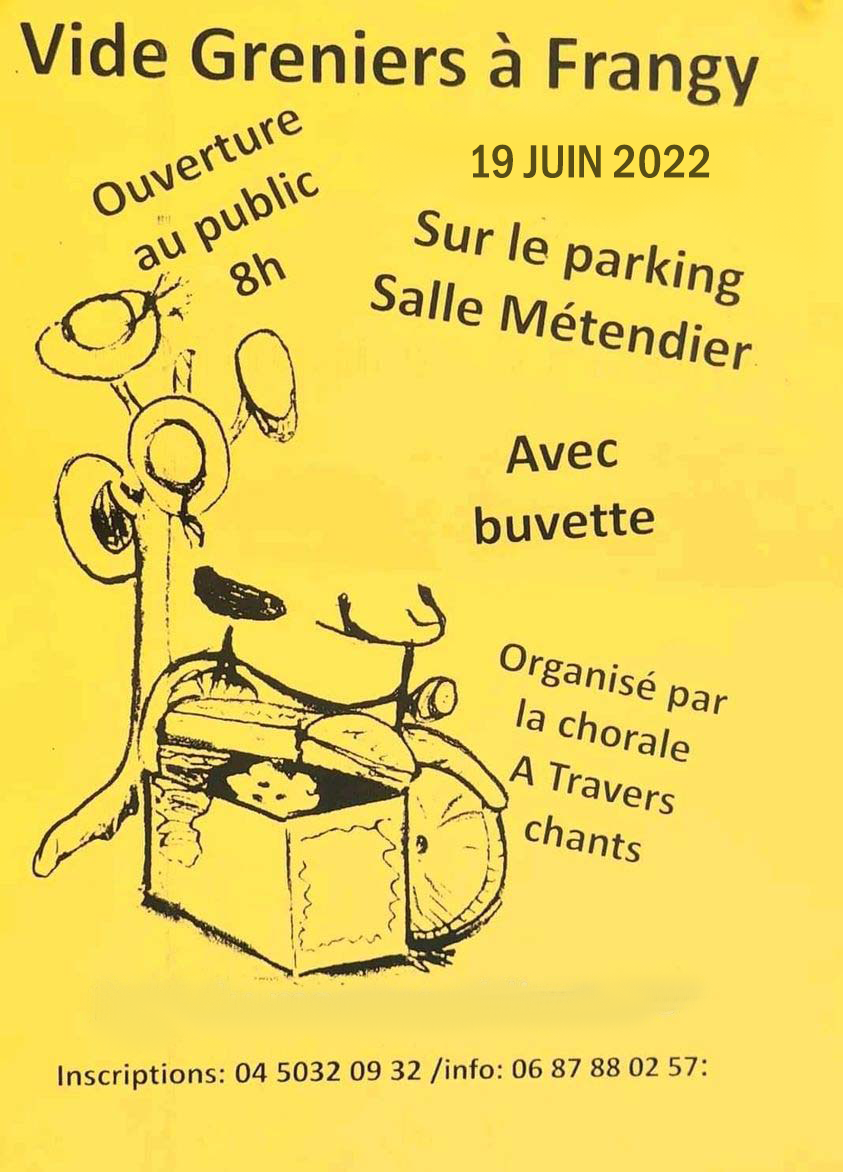 Vide Greniers à Frangy
Ouverture
au public
8h
19 JUIN 2022
Sur le parking
Salle Métendier
Avec
buvette
Organisé par
la chorale
A Travers
chants
Inscriptions: 04 5032 09 32 /info: 06 87 88 02 57: